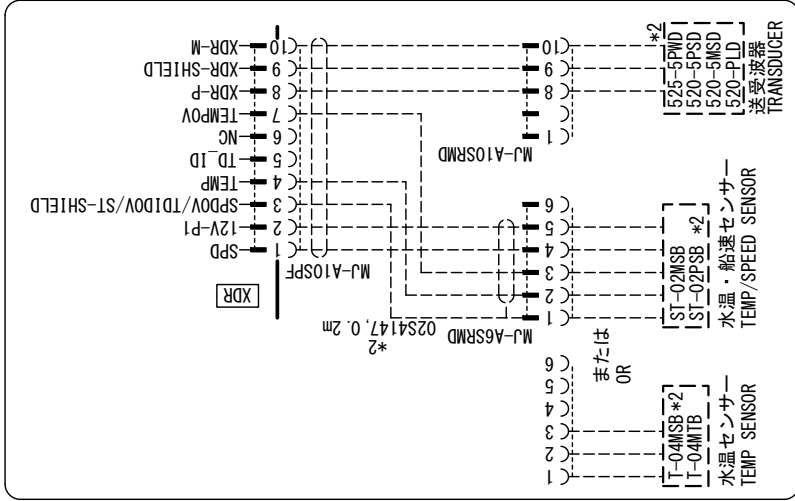 XDR-M
XDR-SHIELD
XDR-P
TEMP0V
NC
TD_ID
TEMP
SPD0V/TDID0V/ST-SHIELD
12V-P1
SPD
10
9
8
7
6
5
4
3
2
1
XDR
MJ-A10SPF
*2
02S4147,0.2m
10
9
8
1
MJ-A10SRMD
6
5
4
3
2
1
MJ-A6SRMD
6
5
4
3
2
1
または
OR
*2
525-5PWD
520-5PSD
520-5MSD
520-PLD
送受波器
TRANSDUCER
ST-02MSB
ST-02PSB *2
水温・船速センサー
TEMP/SPEED SENSOR
T-04MSB*2
T-04MTB
水温センサー
TEMP SENSOR